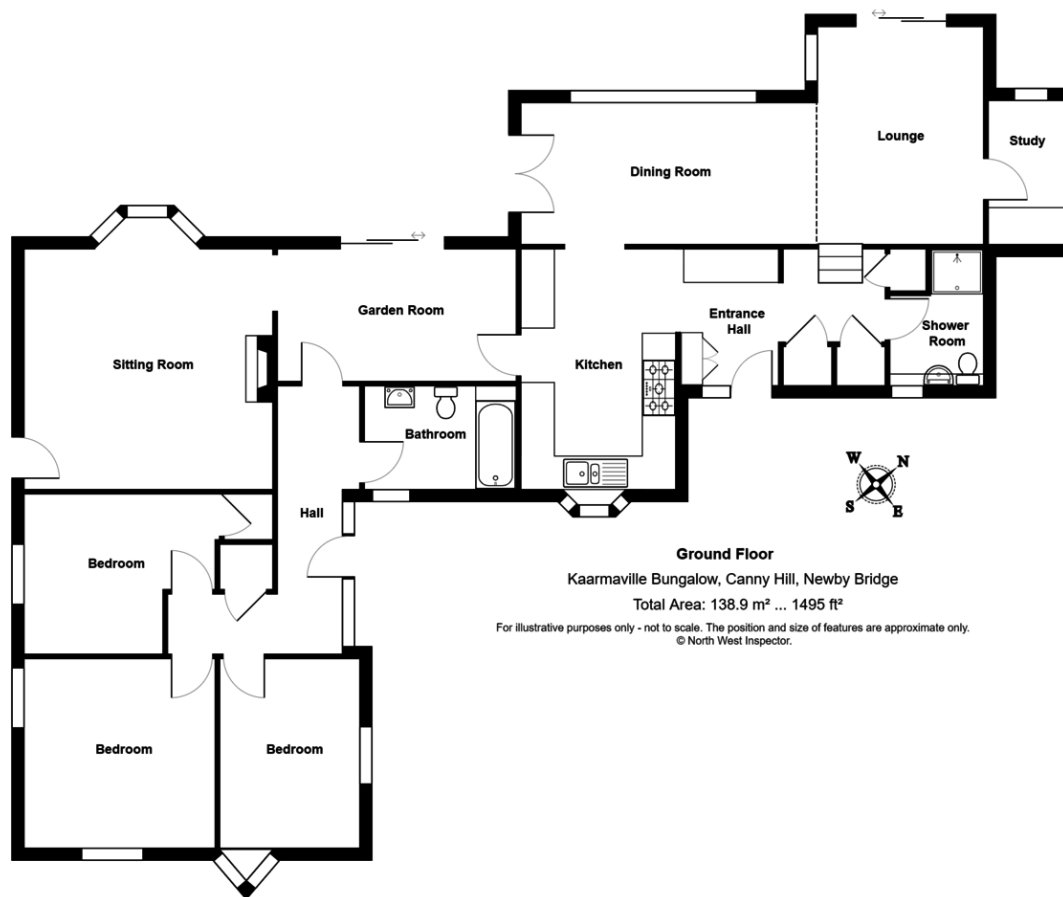 Lounge
Study
Dining Room
Garden Room
Sitting Room
Entrance
Hall
Shower
Room
Kitchen
Bathroom
W
N
S
E
Hall
Bedroom
Bedroom
Bedroom
Ground Floor
Kaarmaville Bungalow, Canny Hill, Newby Bridge
Total Area: 138.9 m² ... 1495 ft²
For illustrative purposes only - not to scale. The position and size of features are approximate only.
© North West Inspector.